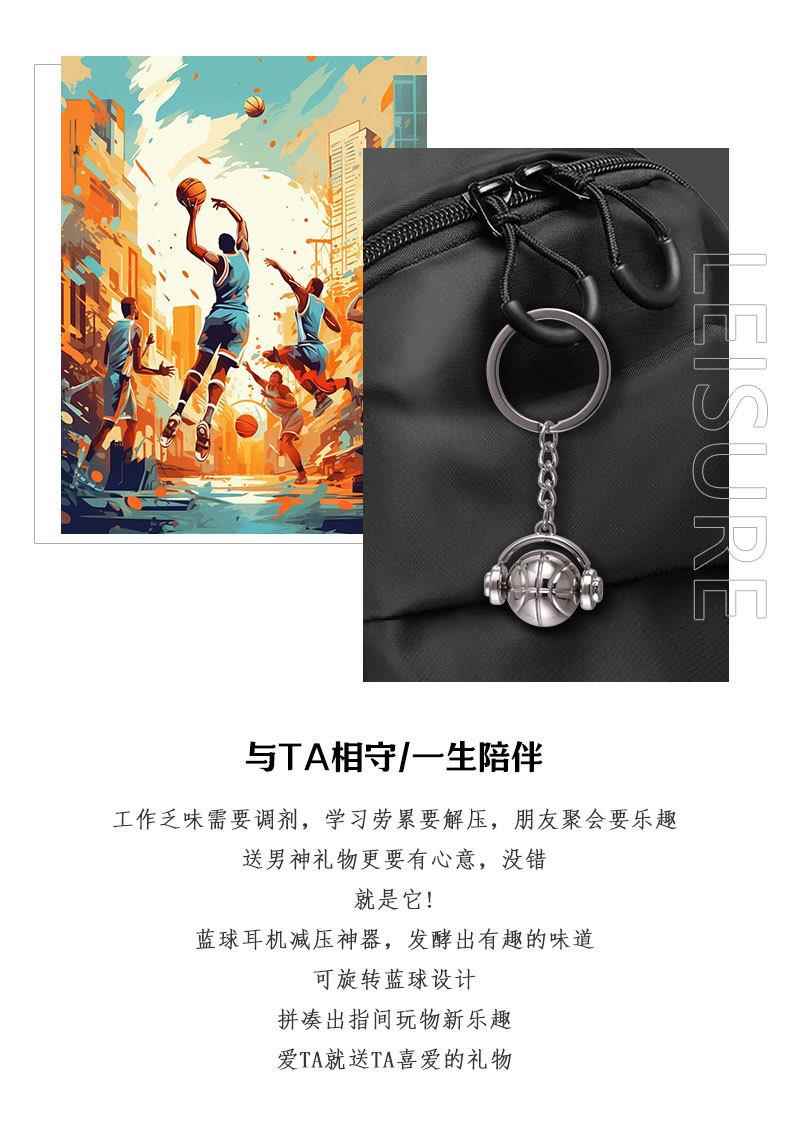 LEISURE
与TA相守/一生陪伴
工作乏味需要调剂，学习劳累要解压，朋友聚会要乐趣
送男神礼物更要有心意，没错
就是它！
蓝球耳机减压神器，发酵出有趣的味道
可旋转蓝球设计
拼凑出指间玩物新乐趣
爱TA就送TA喜爱的礼物